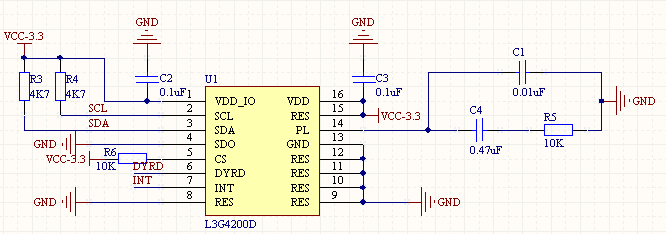 GND GND
VCC-3.3
R3 R4 C2 U1 C3 C1
4K7 4K7 0.1uF 0.1uF 0.01uF
1 VDD_IO VDD 16
SCL 2 SCL RES 15 VCC-3.3
SDA 3 SDA PL 14
GND 4 SDO GND 13
VCC-3.3 R6 5 CS RES 12
10K DYRD 6 DYRD RES 11
INT 7 INT RES 10
GND 8 RES RES 9 GND
L3G4200D
C4 R5 GND
0.47uF 10K